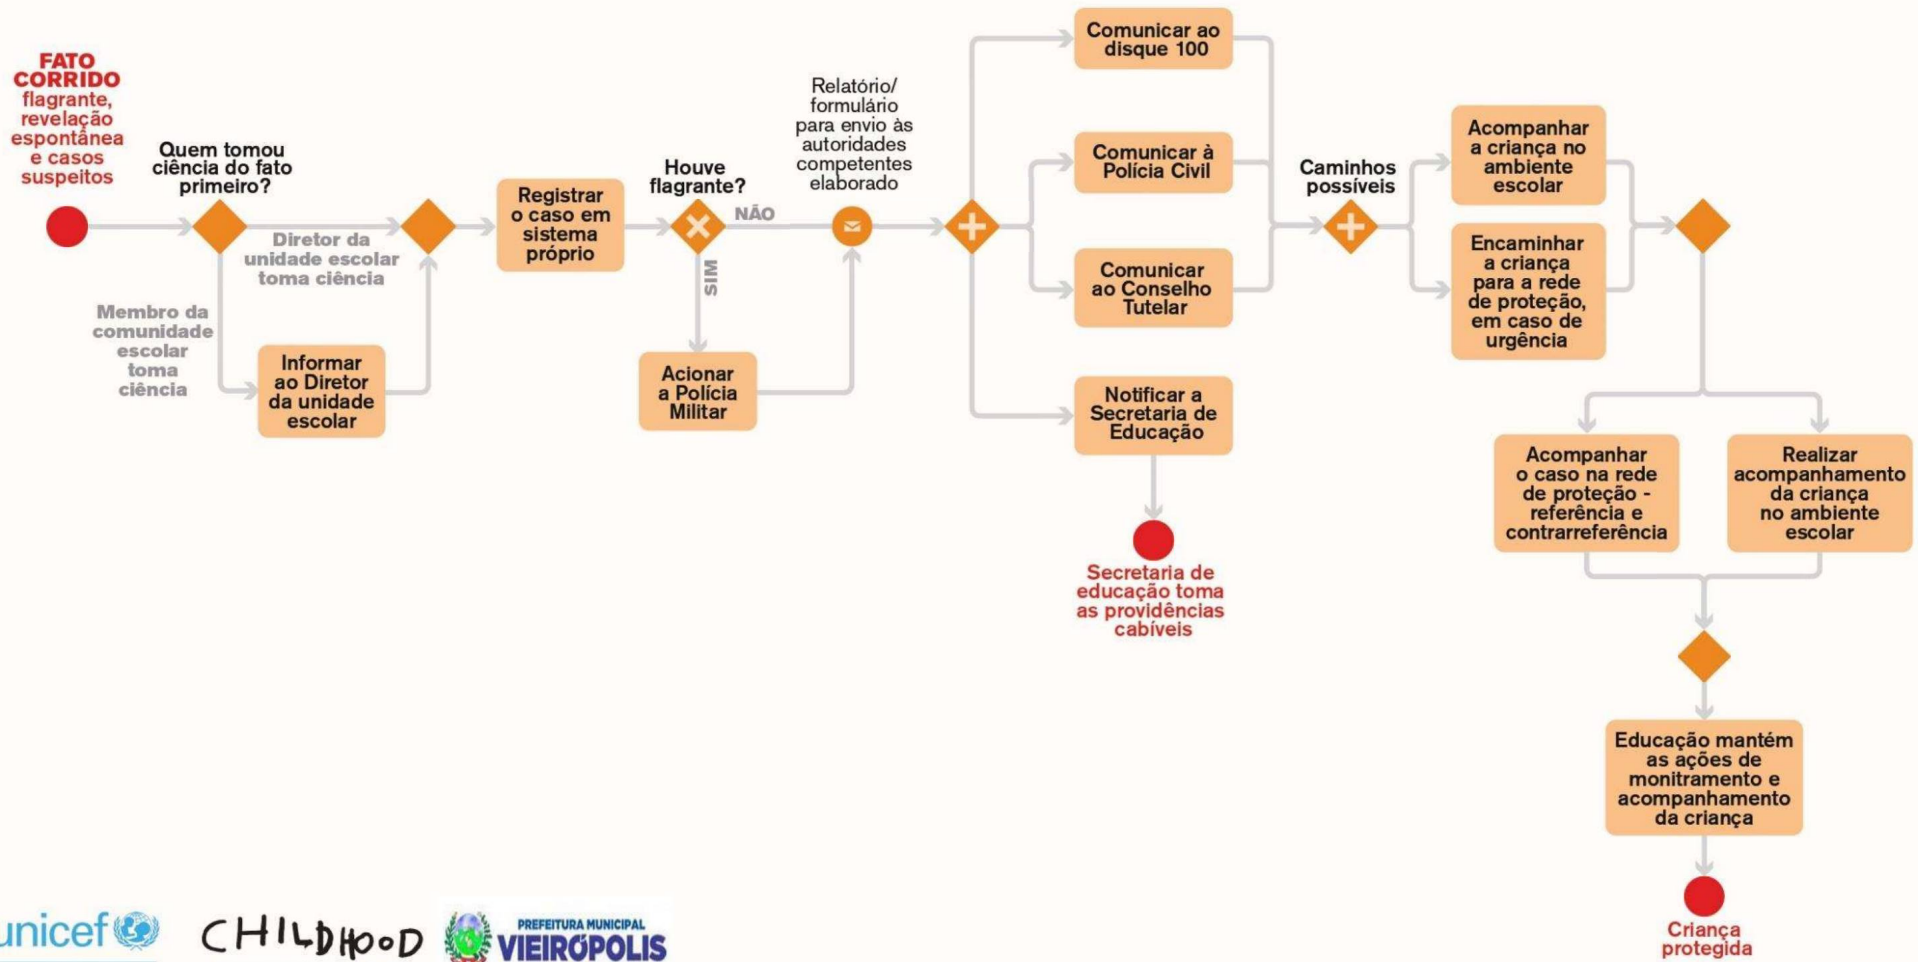 FATO
CORRIDO
flagrante,
revelação
espontânea
e casos
suspeitos
Quem tomou
ciência do fato
primeiro?
Diretor da
unidade escolar
toma ciência
Membro da
comunidade
escolar
toma
ciência
Informar
ao Diretor
da unidade
escolar
Registrar
o caso em
sistema
próprio
Houve
flagrante?
NÃO
SIM
Acionar
a Polícia
Militar
Relatório/
formulário
para envio às
autoridades
competentes
elaborado
Comunicar ao
disque 100
Comunicar à
Polícia Civil
Comunicar
ao Conselho
Tutelar
Notificar a
Secretaria de
Educação
Secretaria de
educação toma
as providências
cabíveis
Caminhos
possíveis
Acompanhar
a criança no
ambiente
escolar
Encaminhar
a criança
para a rede
de proteção,
em caso de
urgência
Acompanhar
o caso na rede
de proteção -
referência e
contrarreferência
Realizar
acompanhamento
da criança
no ambiente
escolar
Educação mantém
as ações de
monitramento e
acompanhamento
da criança
Criança
protegida
unicef
CHILDHOOD
PREFEITURA MUNICIPAL
VIEIRÓPOLIS